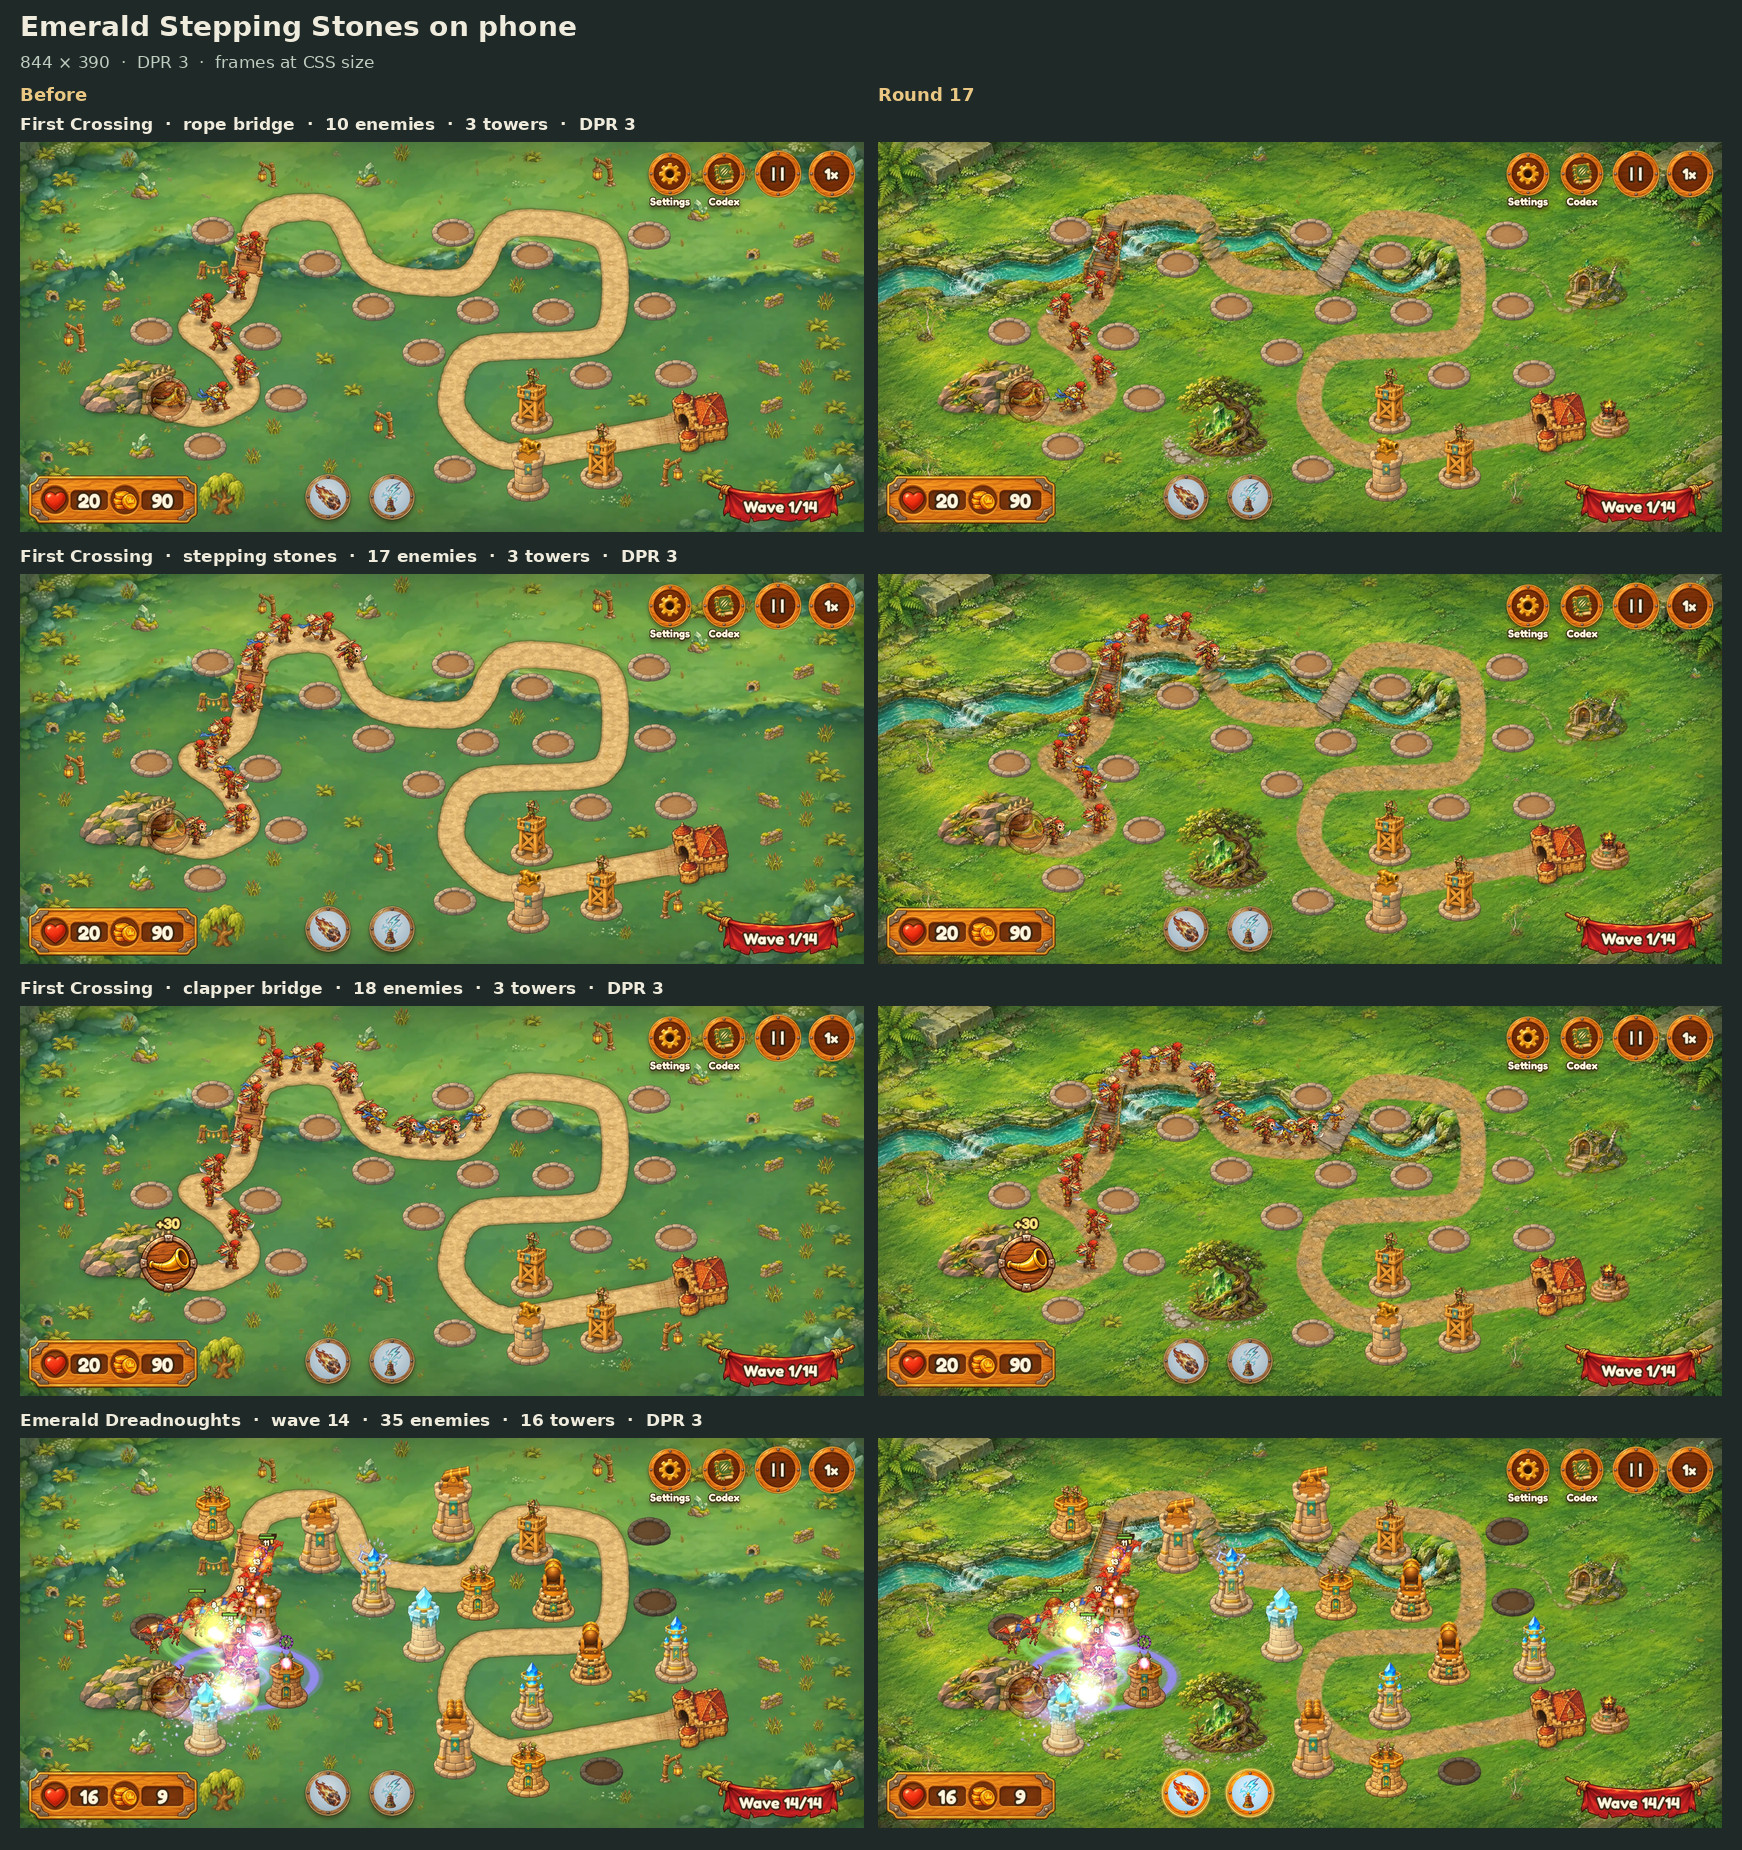 Emerald Stepping Stones on phone
844 × 390 · DPR 3 · frames at CSS size
Before
Round 17
First Crossing · rope bridge · 10 enemies · 3 towers · DPR 3
1x
Settings Codex
20 90
Wave 1/14
1x
Settings Codex
20 90
Wave 1/14
First Crossing · stepping stones · 17 enemies · 3 towers · DPR 3
1x
Settings Codex
20 90
Wave 1/14
1x
Settings Codex
20 90
Wave 1/14
First Crossing · clapper bridge · 18 enemies · 3 towers · DPR 3
1x
Settings Codex
+30
20 90
Wave 1/14
1x
Settings Codex
+30
20 90
Wave 1/14
Emerald Dreadnoughts · wave 14 · 35 enemies · 16 towers · DPR 3
1x
Settings Codex
16 9
Wave 14/14
1x
Settings Codex
16 9
Wave 14/14